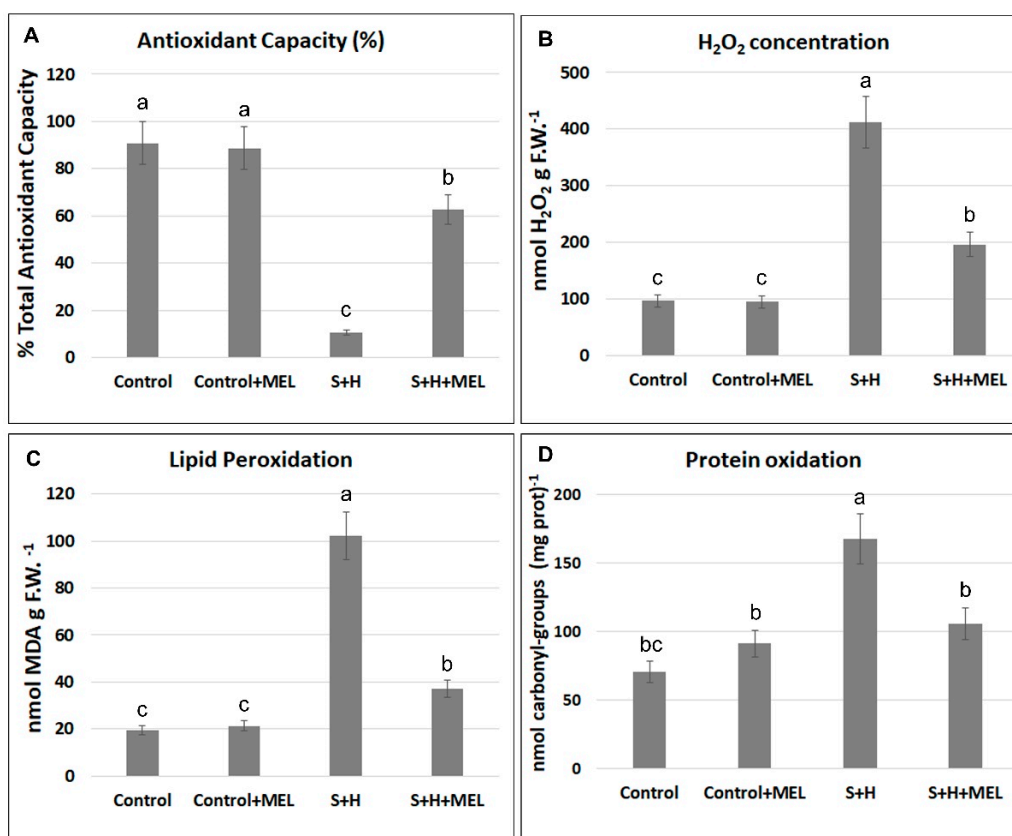 A
Antioxidant Capacity (%)
% Total Antioxidant Capacity
120
100
80
60
40
20
0
a
a
c
b
Control
Control+MEL
S+H
S+H+MEL
B
H₂O₂ concentration
nmol H₂O₂ g F.W.⁻¹
500
400
300
200
100
0
c
c
a
b
Control
Control+MEL
S+H
S+H+MEL
C
Lipid Peroxidation
nmol MDA g F.W. ⁻¹
120
100
80
60
40
20
0
c
c
a
b
Control
Control+MEL
S+H
S+H+MEL
D
Protein oxidation
nmol carbonyl-groups (mg prot)⁻¹
200
150
100
50
0
bc
b
a
b
Control
Control+MEL
S+H
S+H+MEL